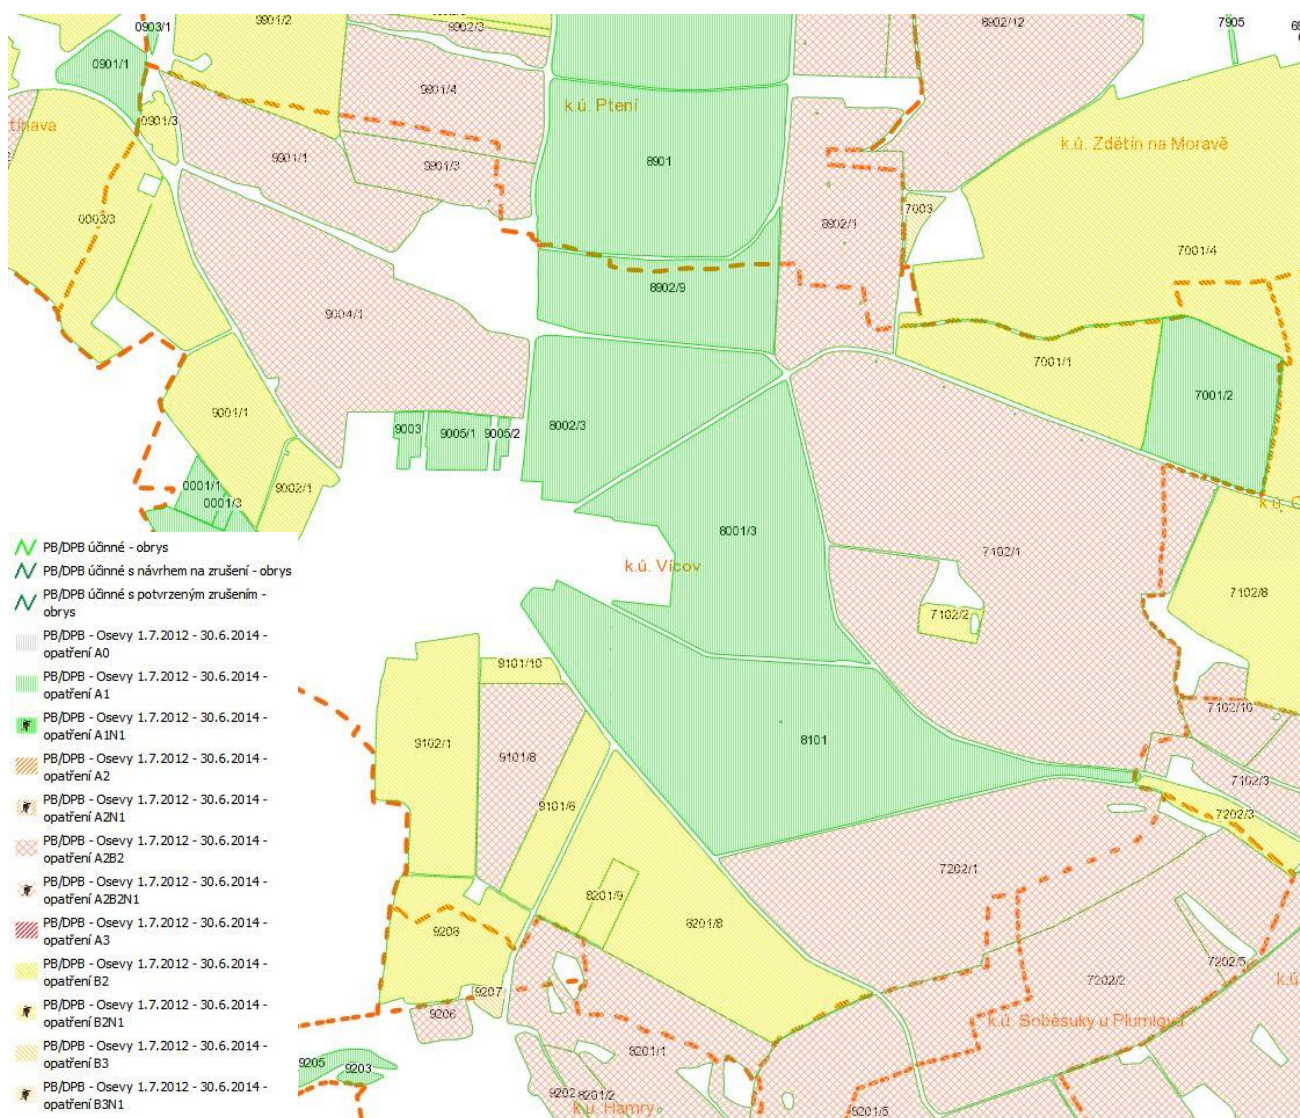 0903/1
9901/2
9902/3
6902/12
7905
0901/1
9901/4
k.ú. Ptení
0901/3
8901
k.ú. Zdětín na Moravě
9901/1
9901/3
0003/3
7003
8902/1
7001/4
8902/9
9004/1
7001/1
7001/2
9001/1
9003
9005/1
9005/2
8002/3
0001/1
0001/3
9002/1
8001/3
7102/1
k.ú. Vícov
7102/8
7102/2
9101/10
7102/10
9102/1
9101/8
8101
7102/3
9101/6
7202/3
7202/1
8201/9
8201/8
9208
7202/5
7202/2
9207
9206
k.ú. Soběsuky u Plumlova
9201/1
9205
9203
9202
8201/2
k.ú. Hamry
8201/5
PB/DPB účinné - obrys
PB/DPB účinné s návrhem na zrušení - obrys
PB/DPB účinné s potvrzeným zrušením -
obrys
PB/DPB - Osevy 1.7.2012 - 30.6.2014 -
opatření A0
PB/DPB - Osevy 1.7.2012 - 30.6.2014 -
opatření A1
PB/DPB - Osevy 1.7.2012 - 30.6.2014 -
opatření A1N1
PB/DPB - Osevy 1.7.2012 - 30.6.2014 -
opatření A2
PB/DPB - Osevy 1.7.2012 - 30.6.2014 -
opatření A2N1
PB/DPB - Osevy 1.7.2012 - 30.6.2014 -
opatření A2B2
PB/DPB - Osevy 1.7.2012 - 30.6.2014 -
opatření A2B2N1
PB/DPB - Osevy 1.7.2012 - 30.6.2014 -
opatření A3
PB/DPB - Osevy 1.7.2012 - 30.6.2014 -
opatření B2
PB/DPB - Osevy 1.7.2012 - 30.6.2014 -
opatření B2N1
PB/DPB - Osevy 1.7.2012 - 30.6.2014 -
opatření B3
PB/DPB - Osevy 1.7.2012 - 30.6.2014 -
opatření B3N1